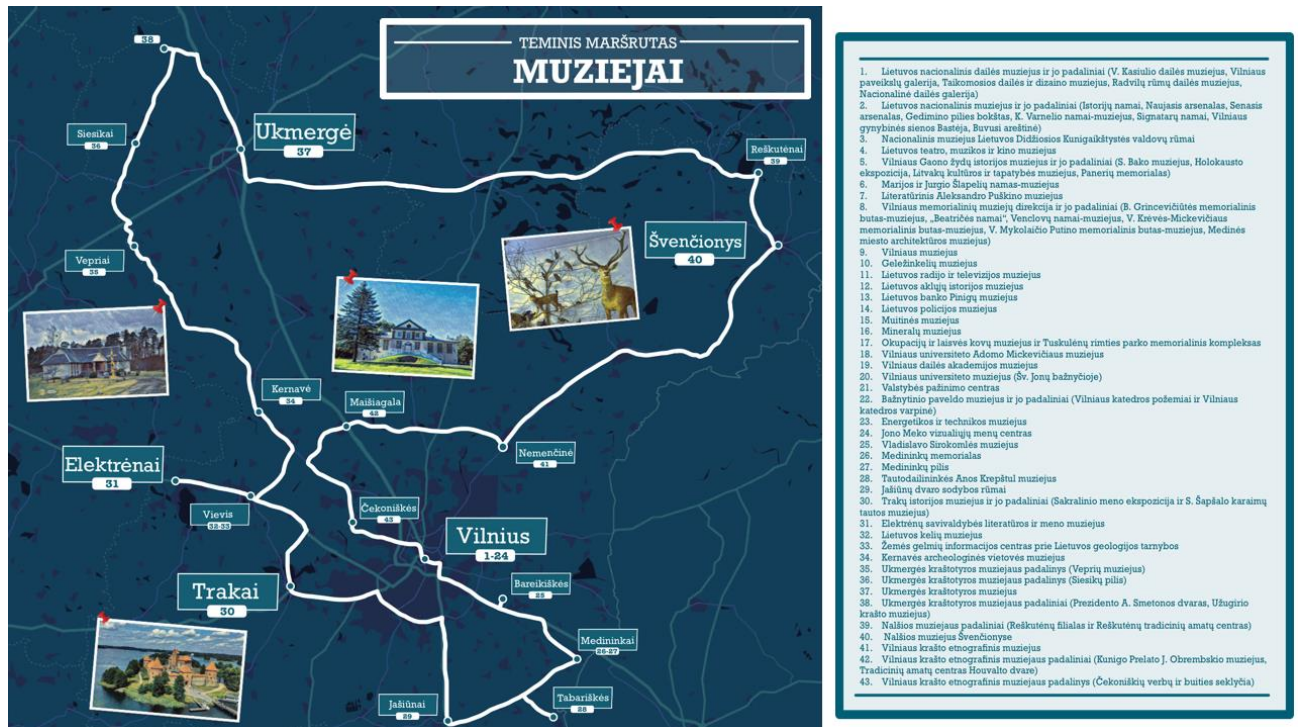 TEMINIS MARŠRUTAS
MUZIEJAI
38
Siesikai
36
Ukmergė
37
Reškutėnai
39
Vepriai
35
Švenčionys
40
Kernavė
34
Maišiagala
42
Elektrėnai
31
Nemenčinė
41
Vievis
32-33
Čekoniškės
43
Vilnius
1-24
Trakai
30
Bareikiškės
25
Medininkai
26-27
Jašiūnai
29
Tabariškės
28
1. Lietuvos nacionalinis dailės muziejus ir jo padaliniai (V. Kasiulio dailės muziejus, Vilniaus
paveikslų galerija, Taikomosios dailės ir dizaino muziejus, Radvilų rūmų dailės muziejus,
Nacionalinė dailės galerija)
2. Lietuvos nacionalinis muziejus ir jo padaliniai (Istorijų namai, Naujasis arsenalas, Senasis
arsenalas, Gedimino pilies bokštas, K. Varnelio namai-muziejus, Signatarų namai, Vilniaus
gynybinės sienos Bastėja, Buvusi areštinė)
3. Nacionalinis muziejus Lietuvos Didžiosios Kunigaikštystės valdovų rūmai
4. Lietuvos teatro, muzikos ir kino muziejus
5. Vilniaus Gaono žydų istorijos muziejus ir jo padaliniai (S. Bako muziejus, Holokausto
ekspozicija, Litvakų kultūros ir tapatybės muziejus, Panerių memorialas)
6. Marijos ir Jurgio Šlapelių namas-muziejus
7. Literatūrinis Aleksandro Puškino muziejus
8. Vilniaus memorialinių muziejų direkcija ir jo padaliniai (B. Grincevičiūtės memorialinis
butas-muziejus, „Beatričės namai“, Venclovų namai-muziejus, V. Krėvės-Mickevičiaus
memorialinis butas-muziejus, V. Mykolaičio Putino memorialinis butas-muziejus, Medinės
miesto architektūros muziejus)
9. Vilniaus muziejus
10. Geležinkelių muziejus
11. Lietuvos radijo ir televizijos muziejus
12. Lietuvos aklųjų istorijos muziejus
13. Lietuvos banko Pinigų muziejus
14. Lietuvos policijos muziejus
15. Muitinės muziejus
16. Mineralų muziejus
17. Okupacijų ir laisvės kovų muziejus ir Tuskulėnų rimties parko memorialinis kompleksas
18. Vilniaus universiteto Adomo Mickevičiaus muziejus
19. Vilniaus dailės akademijos muziejus
20. Vilniaus universiteto muziejus (Šv. Jonų bažnyčioje)
21. Valstybės pažinimo centras
22. Bažnytinio paveldo muziejus ir jo padaliniai (Vilniaus katedros požemiai ir Vilniaus
katedros varpinė)
23. Energetikos ir technikos muziejus
24. Jono Meko vizualiųjų menų centras
25. Vladislavo Sirokomlės muziejus
26. Medininkų memorialas
27. Medininkų pilis
28. Tautodailininkės Anos Krepštul muziejus
29. Jašiūnų dvaro sodybos rūmai
30. Trakų istorijos muziejus ir jo padaliniai (Sakralinio meno ekspozicija ir S. Šapšalo karaimų
tautos muziejus)
31. Elektrėnų savivaldybės literatūros ir meno muziejus
32. Lietuvos kelių muziejus
33. Žemės gelmių informacijos centras prie Lietuvos geologijos tarnybos
34. Kernavės archeologinės vietovės muziejus
35. Ukmergės kraštotyros muziejaus padalinys (Veprių muziejus)
36. Ukmergės kraštotyros muziejaus padalinys (Siesikų pilis)
37. Ukmergės kraštotyros muziejus
38. Ukmergės kraštotyros muziejaus padaliniai (Prezidento A. Smetonos dvaras, Užugirio
krašto muziejus)
39. Nalšios muziejaus padaliniai (Reškutėnų filialas ir Reškutėnų tradicinių amatų centras)
40. Nalšios muziejus Švenčionyse
41. Vilniaus krašto etnografinis muziejus
42. Vilniaus krašto etnografinio muziejaus padaliniai (Kunigo Prelato J. Obrembskio muziejus,
Tradicinių amatų centras Houvalto dvare)
43. Vilniaus krašto etnografinio muziejaus padalinys (Čekoniškių verbų ir buities seklyčia)